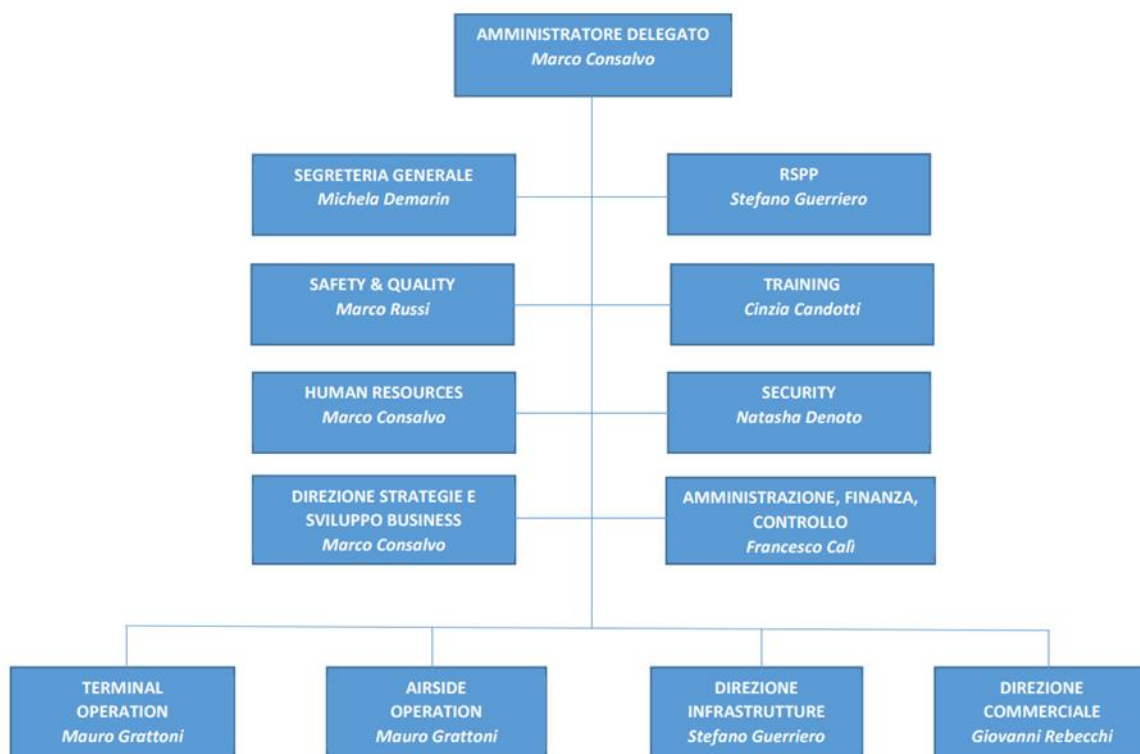 AMMINISTRATORE DELEGATO
Marco Consalvo
SEGRETERIA GENERALE
Michela Demarin
RSPP
Stefano Guerriero
SAFETY & QUALITY
Marco Russi
TRAINING
Cinzia Candotti
HUMAN RESOURCES
Marco Consalvo
SECURITY
Natasha Denoto
DIREZIONE STRATEGIE E
SVILUPPO BUSINESS
Marco Consalvo
AMMINISTRAZIONE, FINANZA,
CONTROLLO
Francesco Calì
TERMINAL
OPERATION
Mauro Grattoni
AIRSIDE
OPERATION
Mauro Grattoni
DIREZIONE
INFRASTRUTTURE
Stefano Guerriero
DIREZIONE
COMMERCIALE
Giovanni Rebecchi